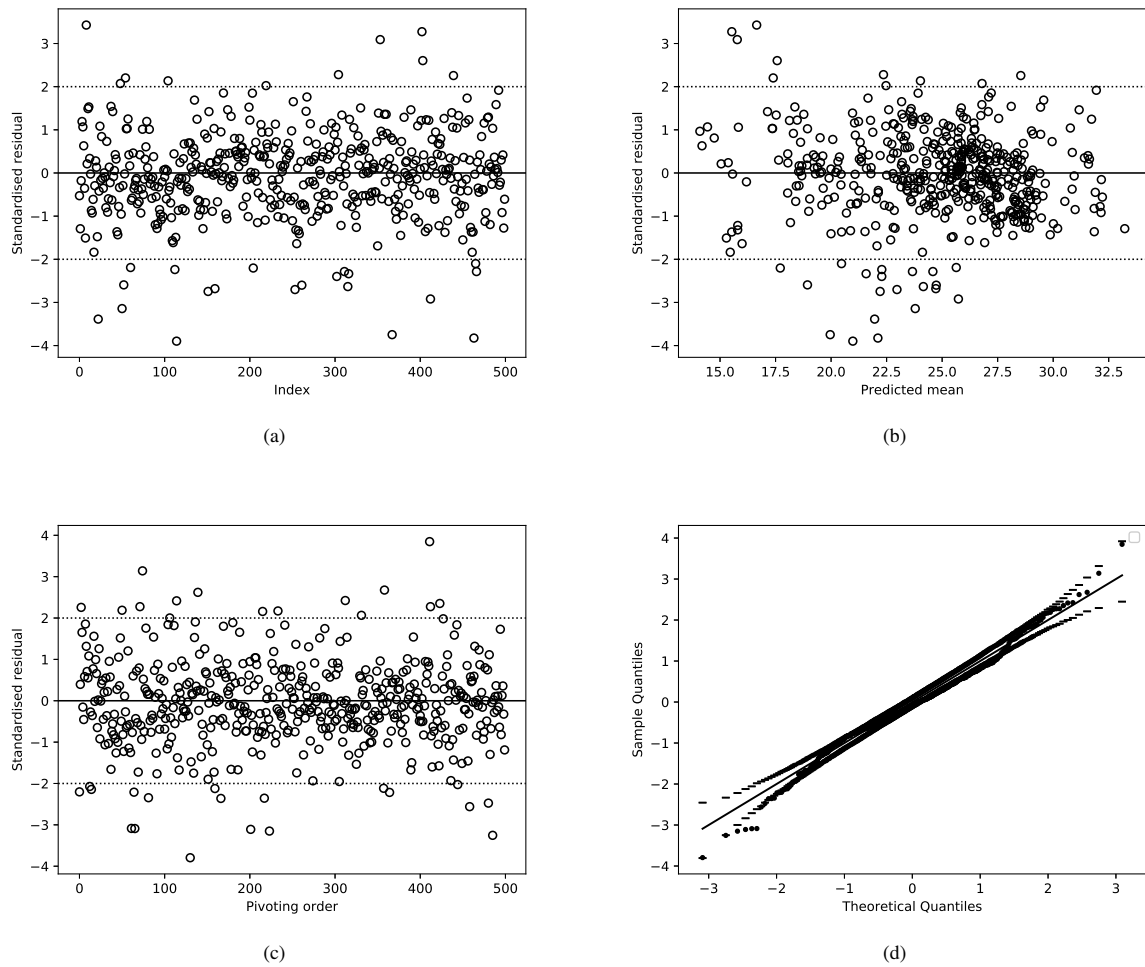 3
2
1
0
−1
−2
−3
−4
Standardised residual
0 100 200 300 400 500
Index
(a)
3
2
1
0
−1
−2
−3
−4
Standardised residual
15.0 17.5 20.0 22.5 25.0 27.5 30.0 32.5
Predicted mean
(b)
4
3
2
1
0
−1
−2
−3
−4
Standardised residual
0 100 200 300 400 500
Pivoting order
(c)
4
3
2
1
0
−1
−2
−3
−4
Sample Quantiles
−3 −2 −1 0 1 2 3
Theoretical Quantiles
(d)